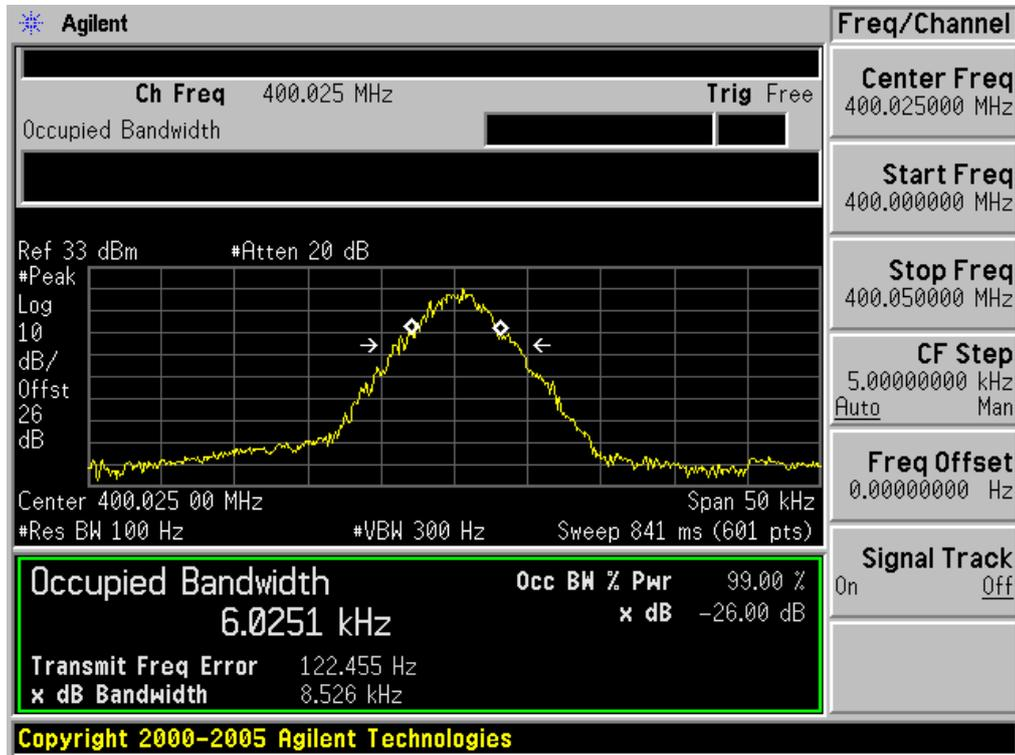 Agilent
Freq/Channel
Ch Freq 400.025 MHz Trig Free
Occupied Bandwidth
Center Freq
400.025000 MHz
Start Freq
400.000000 MHz
Stop Freq
400.050000 MHz
CF Step
5.00000000 kHz
Auto Man
Freq Offset
0.00000000 Hz
Signal Track
On Off
Ref 33 dBm #Atten 20 dB
#Peak
Log
10
dB/
Offst
26
dB
Center 400.025 00 MHz Span 50 kHz
#Res BW 100 Hz #VBW 300 Hz Sweep 841 ms (601 pts)
Occupied Bandwidth Occ BW % Pwr 99.00 %
6.0251 kHz x dB -26.00 dB
Transmit Freq Error 122.455 Hz
x dB Bandwidth 8.526 kHz
Copyright 2000-2005 Agilent Technologies